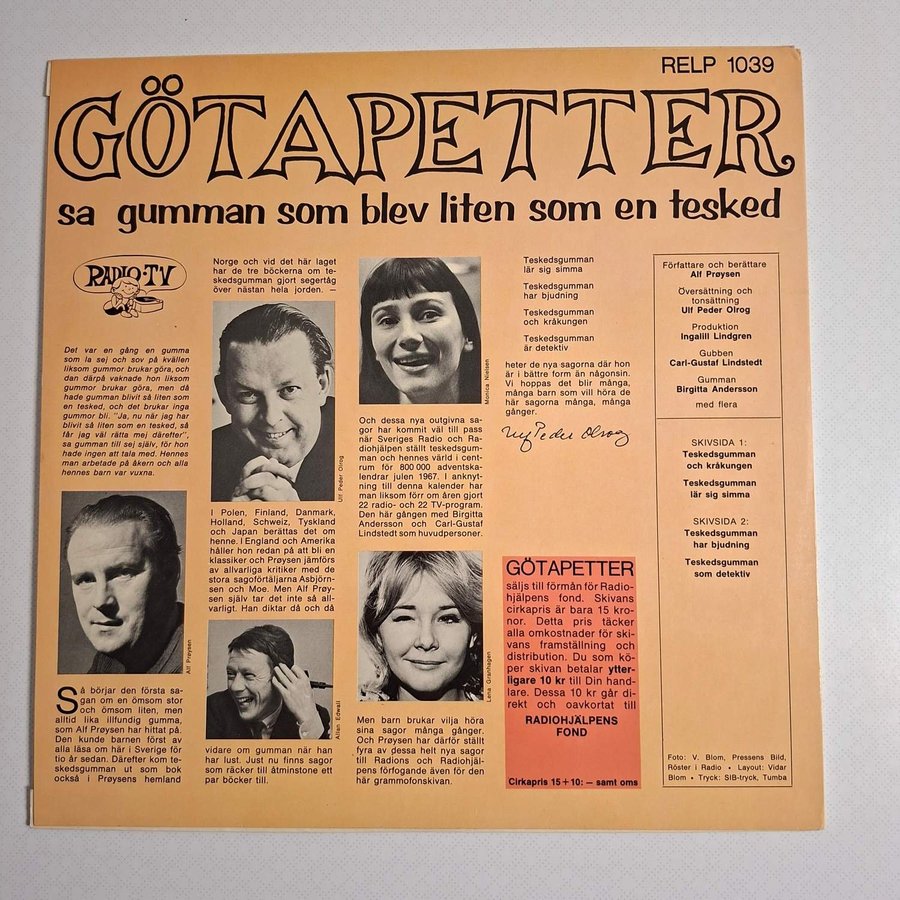 RELP 1039
GÖTAPETTER
sa gumman som blev liten som en tesked
RADIO·TV
Det var en gång en gumma
som la sej och sov på kvällen
liksom gummor brukar göra, och
dan därpå vaknade hon liksom
gummor brukar göra, men då
hade gumman blivit så liten som
en tesked, och det brukar inga
gummor bli. "Ja, nu när jag har
blivit så liten som en tesked, så
får jag väl rätta mej därefter",
sa gumman till sej själv, för hon
hade ingen att tala med. Hennes
man arbetade på åkern och alla
hennes barn var vuxna.
Alf Prøysen
Så börjar den första sa-
gan om en ömsom stor
och ömsom liten, men
alltid lika illfundig gumma,
som Alf Prøysen har hittat på.
Den kunde barnen först av
alla läsa om här i Sverige för
tio år sedan. Därefter kom te-
skedsgumman ut som bok
också i Prøysens hemland
Norge och vid det här laget
har de tre böckerna om te-
skedsgumman gjort segertåg
över nästan hela jorden. —
Ulf Peder Olrog
I Polen, Finland, Danmark,
Holland, Schweiz, Tyskland
och Japan berättas det om
henne. I England och Amerika
håller hon redan på att bli en
klassiker och Prøysen jämförs
av allvarliga kritiker med de
stora sagoförtäljarna Asbjörn-
sen och Moe. Men Alf Prøy-
sen själv tar det inte så all-
varligt. Han diktar då och då
Allan Edwall
vidare om gumman när han
har lust. Just nu finns sagor
som räcker till åtminstone ett
par böcker till.
Monica Nielsen
Och dessa nya outgivna sa-
gor har kommit väl till pass
när Sveriges Radio och Ra-
diohjälpen ställt teskedsgum-
man och hennes värld i cent-
rum för 800 000 adventska-
lendrar julen 1967. I anknyt-
ning till denna kalender har
man liksom förr om åren gjort
22 radio- och 22 TV-program.
Den här gången med Birgitta
Andersson och Carl-Gustaf
Lindstedt som huvudpersoner.
Lena Granhagen
Men barn brukar vilja höra
sina sagor många gånger.
Och Prøysen har därför ställt
fyra av dessa helt nya sagor
till Radions och Radiohjäl-
pens förfogande även för den
här grammofonskivan.
Teskedsgumman
lär sig simma
Teskedsgumman
har bjudning
Teskedsgumman
och kråkungen
Teskedsgumman
är detektiv
heter de nya sagorna där hon
är i bättre form än någonsin.
Vi hoppas det blir många,
många barn som vill höra de
här sagorna många, många
gånger.
Ulf Peder Olrog
GÖTAPETTER
säljs till förmån för Radio-
hjälpens fond. Skivans
cirkapris är bara 15 kro-
nor. Detta pris täcker
alla omkostnader för ski-
vans framställning och
distribution. Du som kö-
per skivan betalar ytter-
ligare 10 kr till Din hand-
lare. Dessa 10 kr går di-
rekt och oavkortat till
RADIOHJÄLPENS
FOND
Cirkapris 15 + 10: — samt oms
Författare och berättare
Alf Prøysen
Översättning och
tonsättning
Ulf Peder Olrog
Produktion
Ingalill Lindgren
Gubben
Carl-Gustaf Lindstedt
Gumman
Birgitta Andersson
med flera
SKIVSIDA 1:
Teskedsgumman
och kråkungen
Teskedsgumman
lär sig simma
SKIVSIDA 2:
Teskedsgumman
har bjudning
Teskedsgumman
som detektiv
Foto: V. Blom, Pressens Bild,
Röster i Radio • Layout: Vidar
Blom • Tryck: SIB-tryck, Tumba